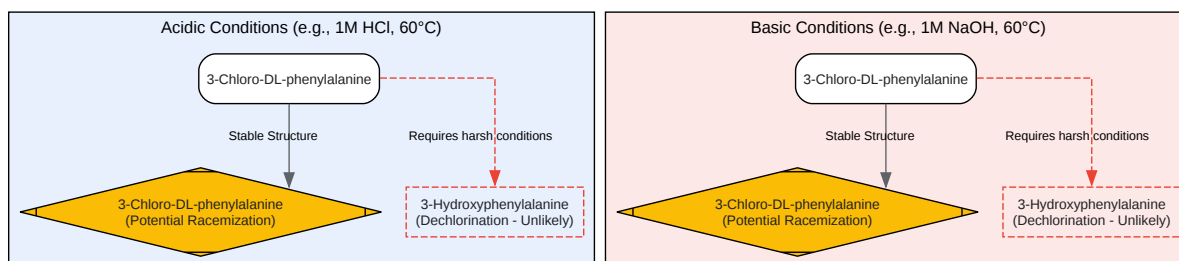 Acidic Conditions (e.g., 1M HCl, 60°C)
3-Chloro-DL-phenylalanine
Stable Structure
Requires harsh conditions
3-Chloro-DL-phenylalanine
(Potential Racemization)
3-Hydroxyphenylalanine
(Dechlorination - Unlikely)
Basic Conditions (e.g., 1M NaOH, 60°C)
3-Chloro-DL-phenylalanine
Stable Structure
Requires harsh conditions
3-Chloro-DL-phenylalanine
(Potential Racemization)
3-Hydroxyphenylalanine
(Dechlorination - Unlikely)